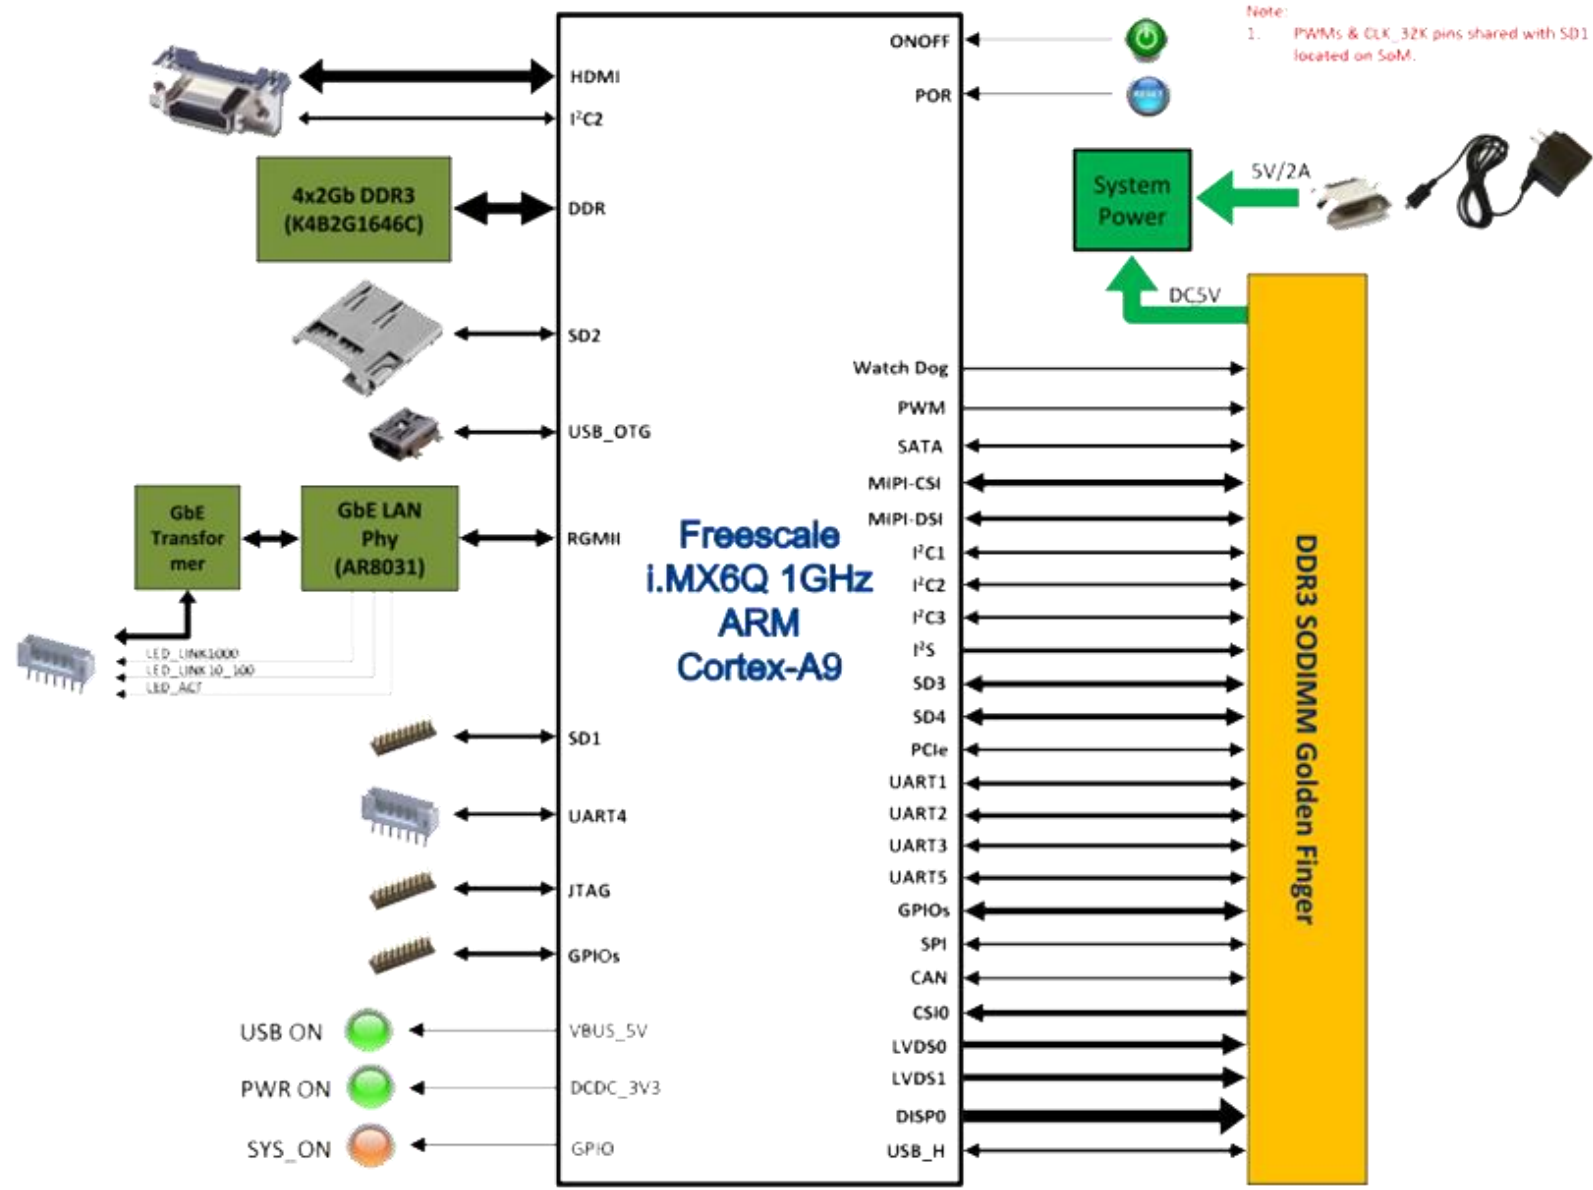 Note:
1. PWMs & CLK_32K pins shared with SD1
located on SoM.
ONOFF
POR
RESET
HDMI
I²C2
4x2Gb DDR3
(K4B2G1646C)
DDR
System
Power
5V/2A
DC5V
SD2
USB_OTG
GbE
Transfor
mer
GbE LAN
Phy
(AR8031)
RGMII
LED_LINK1000
LED_LINK10_100
LED_ACT
SD1
UART4
JTAG
GPIOs
USB ON
VBUS_5V
PWR ON
DCDC_3V3
SYS_ON
GPIO
Freescale
i.MX6Q 1GHz
ARM
Cortex-A9
Watch Dog
PWM
SATA
MIPI-CSI
MIPI-DSI
I²C1
I²C2
I²C3
I²S
SD3
SD4
PCIe
UART1
UART2
UART3
UART5
GPIOs
SPI
CAN
CSI0
LVDS0
LVDS1
DISP0
USB_H
DDR3 SODIMM Golden Finger